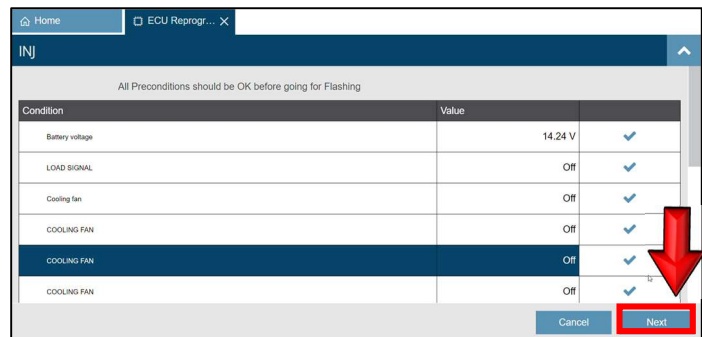 Home
ECU Reprogr... X
INJ
All Preconditions should be OK before going for Flashing
Condition Value
Battery voltage 14.24 V
LOAD SIGNAL Off
Cooling fan Off
COOLING FAN Off
COOLING FAN Off
COOLING FAN Off
Cancel Next